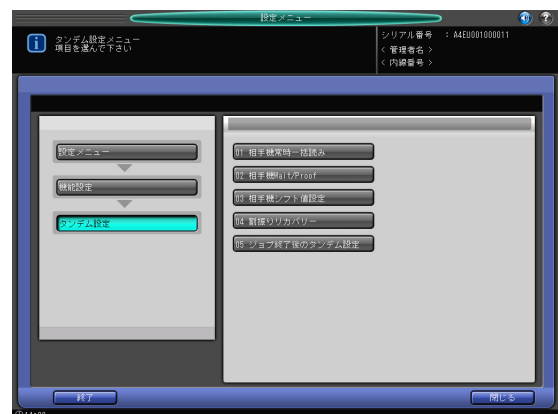 設定メニュー
タンデム設定メニュー
項目を選んで下さい
シリアル番号 : A4EU001000011
< 管理者名 >
< 内線番号 >
設定メニュー
機能設定
タンデム設定
01 相手機常時一括読み
02 相手機Wait/Proof
03 相手機シフト値設定
04 割振りリカバリー
05 ジョブ終了後のタンデム設定
終了
閉じる